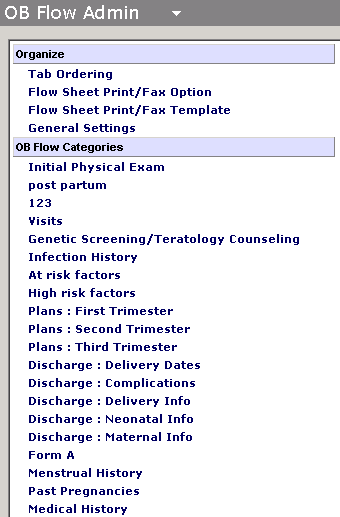 OB Flow Admin
Organize
Tab Ordering
Flow Sheet Print/Fax Option
Flow Sheet Print/Fax Template
General Settings
OB Flow Categories
Initial Physical Exam
post partum
123
Visits
Genetic Screening/Teratology Counseling
Infection History
At risk factors
High risk factors
Plans : First Trimester
Plans : Second Trimester
Plans : Third Trimester
Discharge : Delivery Dates
Discharge : Complications
Discharge : Delivery Info
Discharge : Neonatal Info
Discharge : Maternal Info
Form A
Menstrual History
Past Pregnancies
Medical History